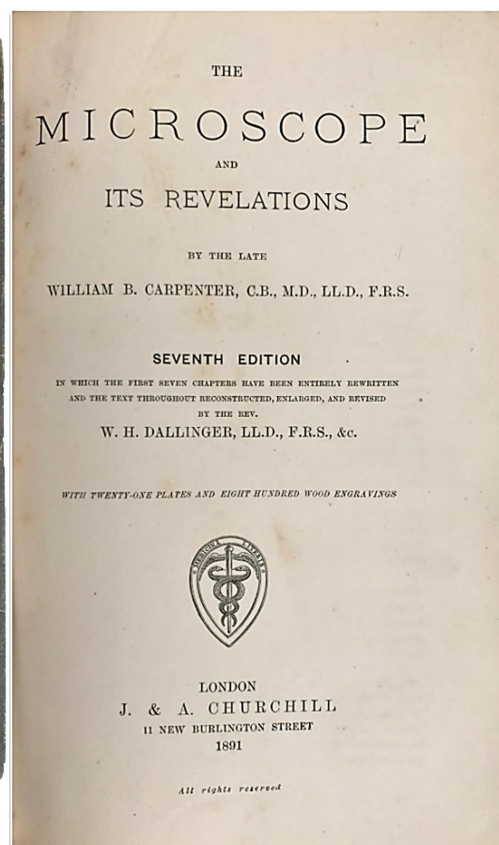 THE
MICROSCOPE
AND
ITS REVELATIONS
BY THE LATE
WILLIAM B. CARPENTER, C.B., M.D., LL.D., F.R.S.
SEVENTH EDITION
IN WHICH THE FIRST SEVEN CHAPTERS HAVE BEEN ENTIRELY REWRITTEN
AND THE TEXT THROUGHOUT RECONSTRUCTED, ENLARGED, AND REVISED
BY THE REV.
W. H. DALLINGER, LL.D., F.R.S., &c.
WITH TWENTY-ONE PLATES AND EIGHT HUNDRED WOOD ENGRAVINGS
LONDON
J. & A. CHURCHILL
11 NEW BURLINGTON STREET
1891
All rights reserved